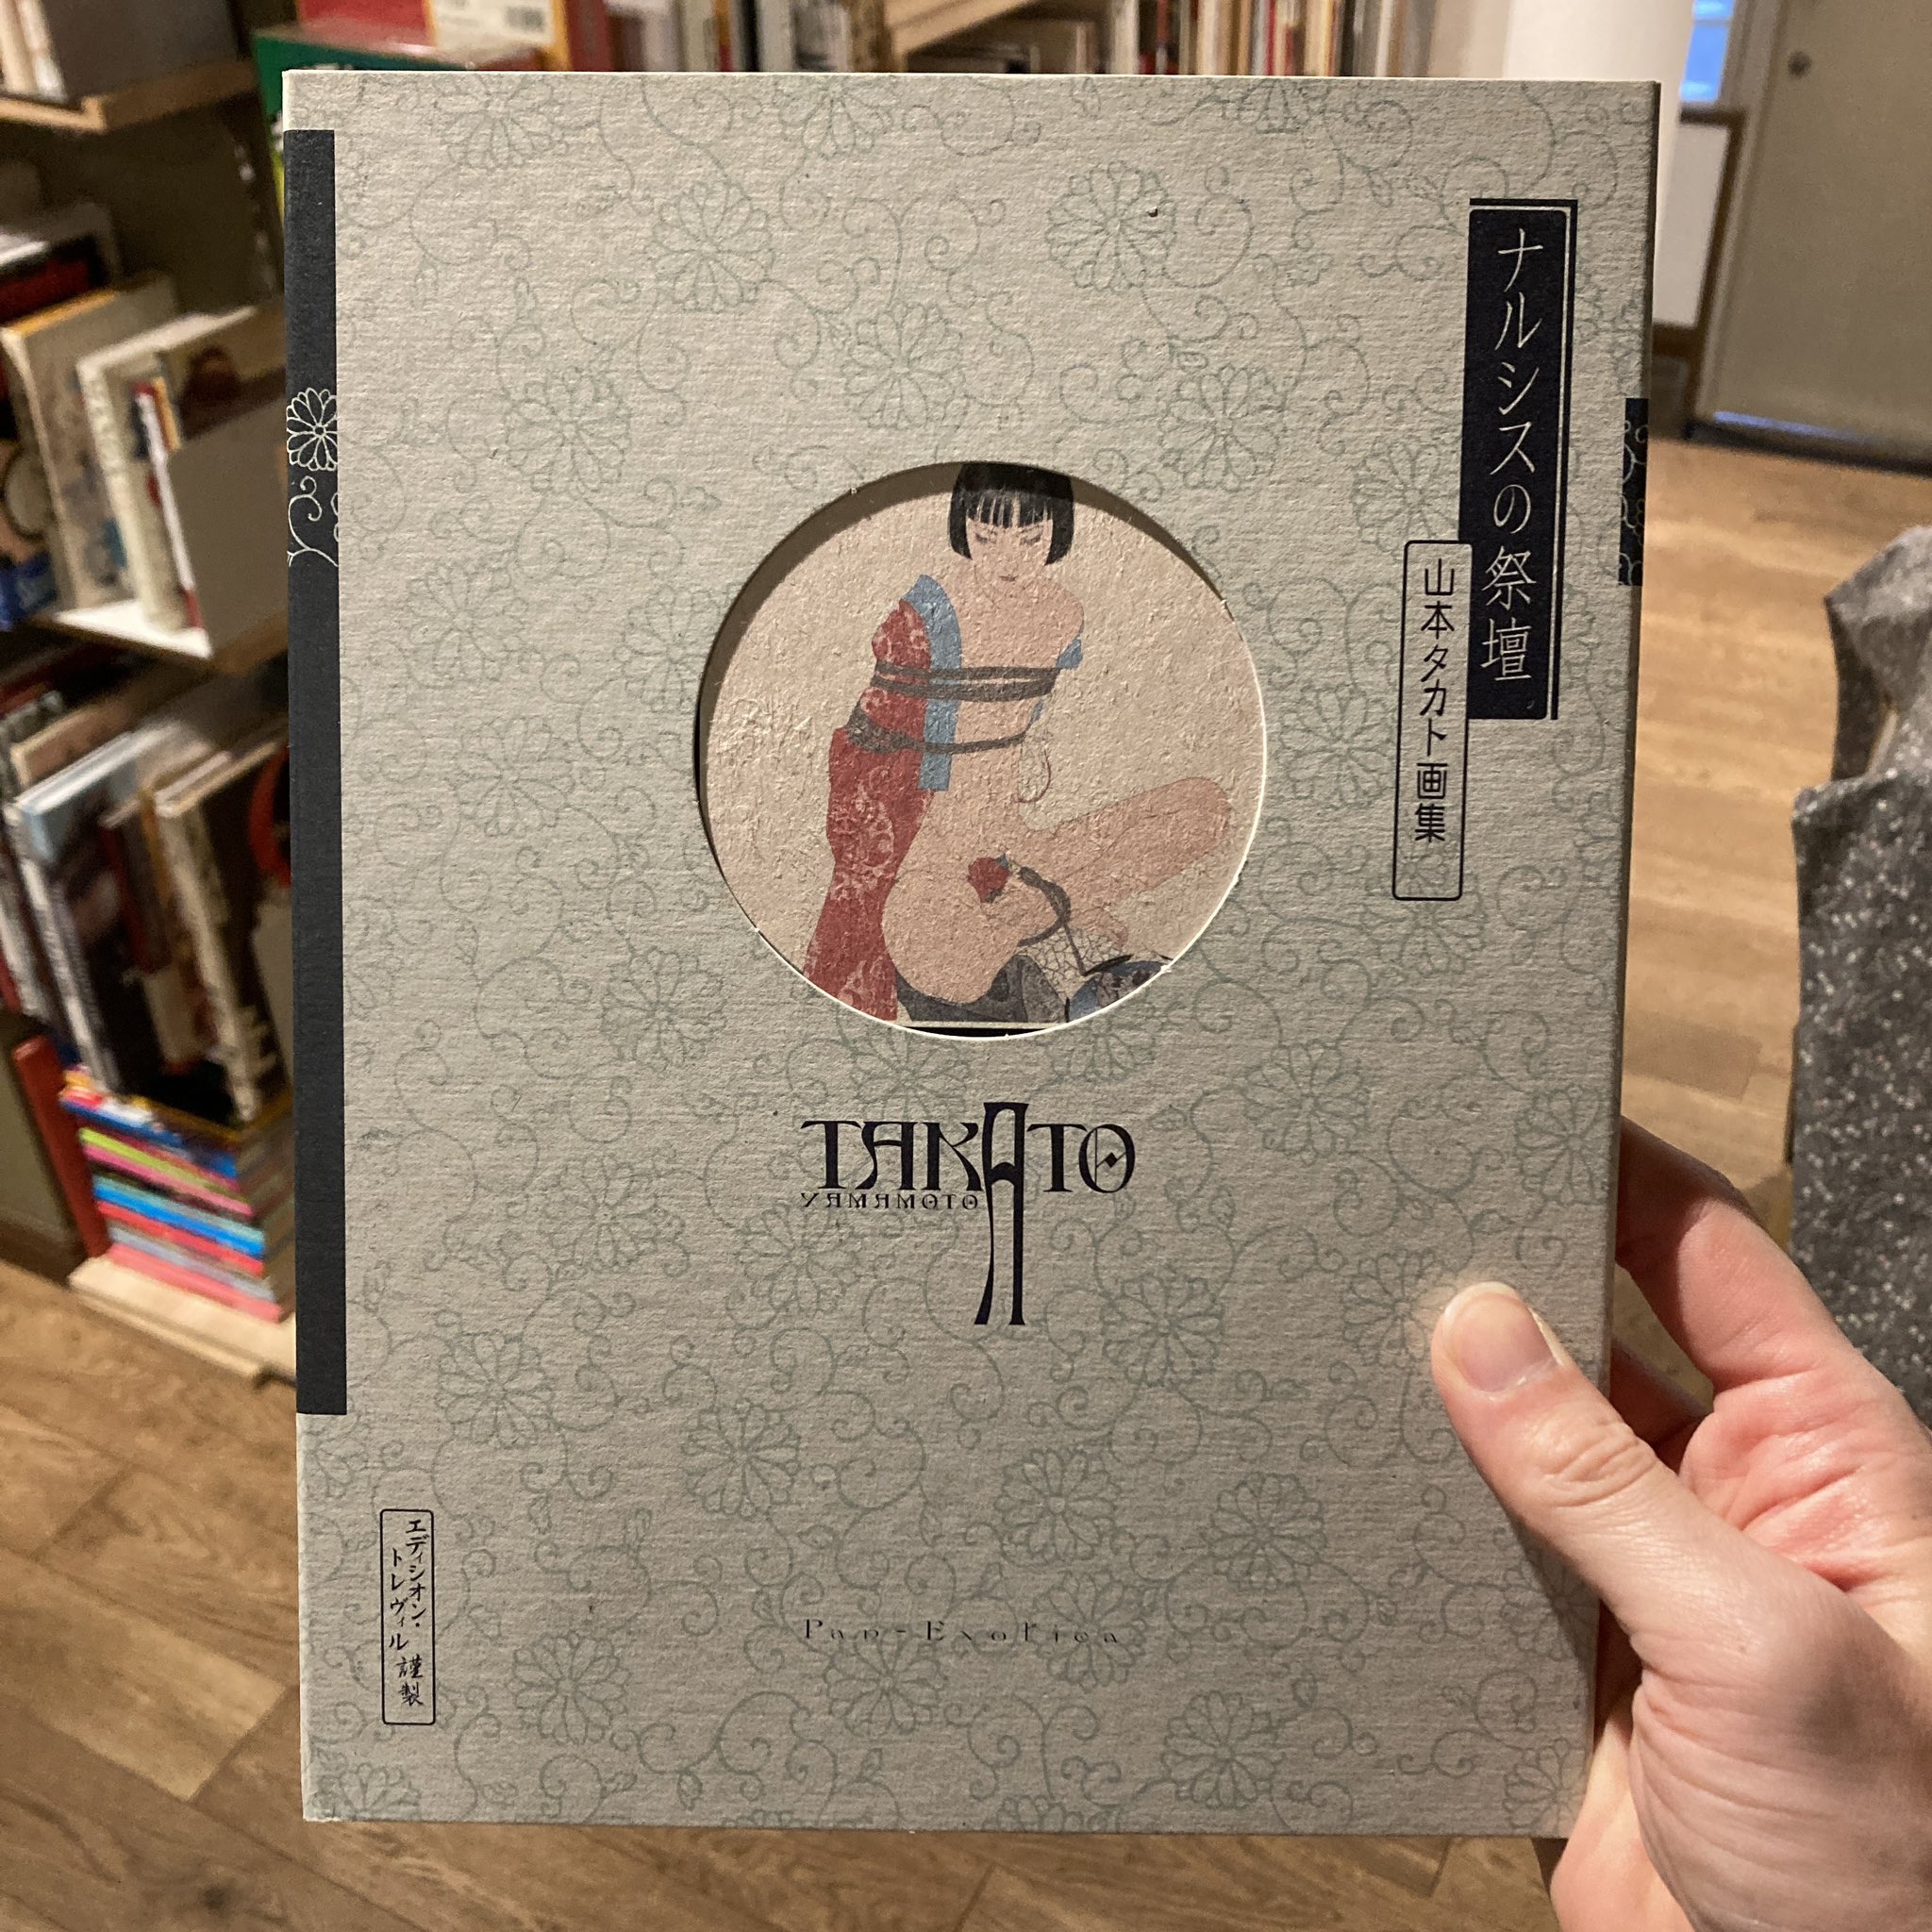 ナルシスの祭壇
山本タカト画集
TAKATO
YAMAMOTO
Pan-Exotica
エディシオン・
トレヴィル 謹製